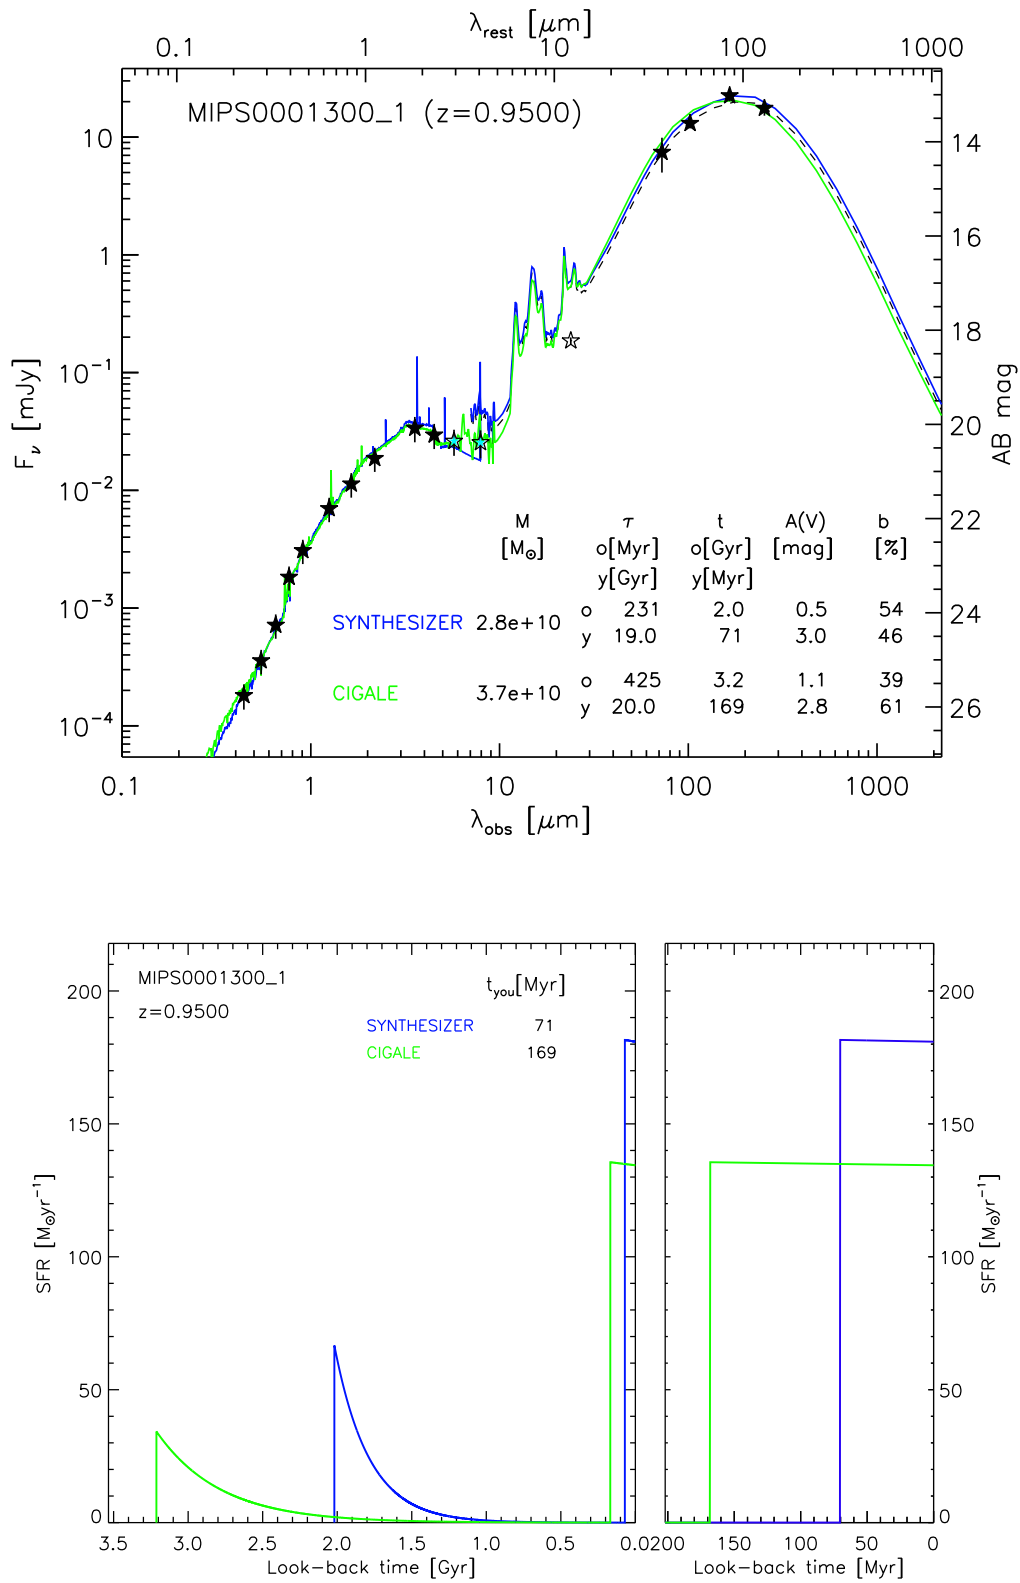 λrest [μm]
0.1 1 10 100 1000
MIPS0001300_1 (z=0.9500)
10
1
10⁻¹
10⁻²
10⁻³
10⁻⁴
Fν [mJy]
14
16
18
20
22
24
26
AB mag
M τ t A(V) b
[M⊙] o[Myr] o[Gyr] [mag] [%]
y[Gyr] y[Myr]
SYNTHESIZER 2.8e+10
o 231 2.0 0.5 54
y 19.0 71 3.0 46
CIGALE 3.7e+10
o 425 3.2 1.1 39
y 20.0 169 2.8 61
0.1 1 10 100 1000
λobs [μm]
MIPS0001300_1
z=0.9500
tyou[Myr]
SYNTHESIZER 71
CIGALE 169
200
150
100
50
0
SFR [M⊙yr⁻¹]
3.5 3.0 2.5 2.0 1.5 1.0 0.5 0.0
Look-back time [Gyr]
200 150 100 50 0
Look-back time [Myr]
200
150
100
50
0
SFR [M⊙yr⁻¹]